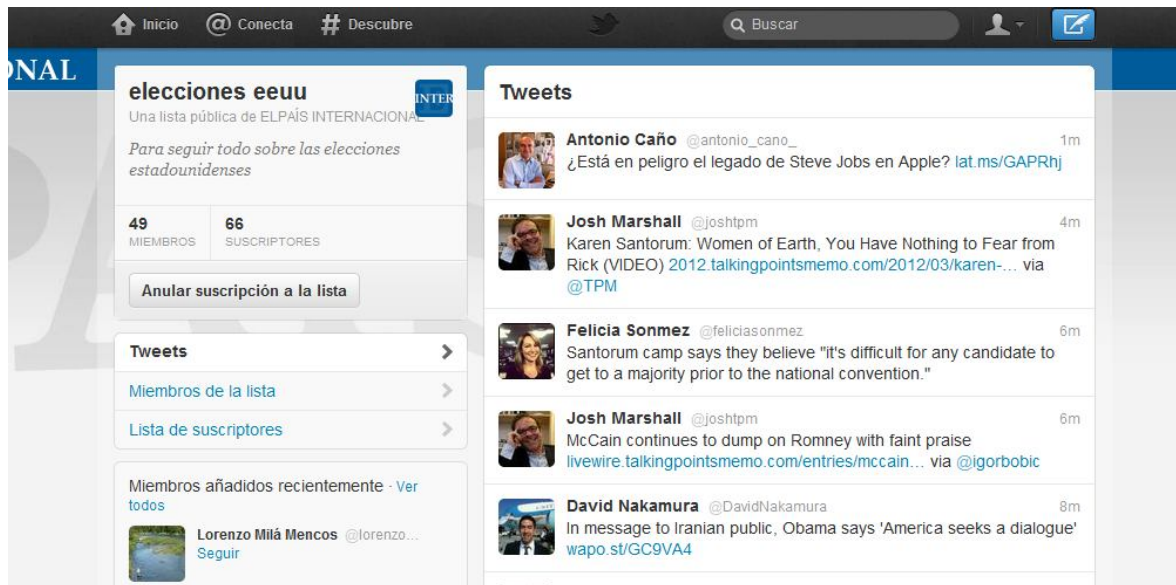 Inicio
@ Conecta
# Descubre
Buscar
ONAL
elecciones eeuu
INTER
Una lista pública de ELPAÍS INTERNACIONAL
Para seguir todo sobre las elecciones
estadounidenses
49
MIEMBROS
66
SUSCRIPTORES
Anular suscripción a la lista
Tweets
Miembros de la lista
Lista de suscriptores
Miembros añadidos recientemente · Ver
todos
Lorenzo Milá Mencos @lorenzo...
Seguir
Tweets
Antonio Caño @antonio_cano_ 1m
¿Está en peligro el legado de Steve Jobs en Apple? lat.ms/GAPRhj
Josh Marshall @joshtpm 4m
Karen Santorum: Women of Earth, You Have Nothing to Fear from
Rick (VIDEO) 2012.talkingpointsmemo.com/2012/03/karen-... via
@TPM
Felicia Sonmez @feliciasonmez 6m
Santorum camp says they believe "it's difficult for any candidate to
get to a majority prior to the national convention."
Josh Marshall @joshtpm 6m
McCain continues to dump on Romney with faint praise
livewire.talkingpointsmemo.com/entries/mccain... via @igorbobic
David Nakamura @DavidNakamura 8m
In message to Iranian public, Obama says 'America seeks a dialogue'
wapo.st/GC9VA4